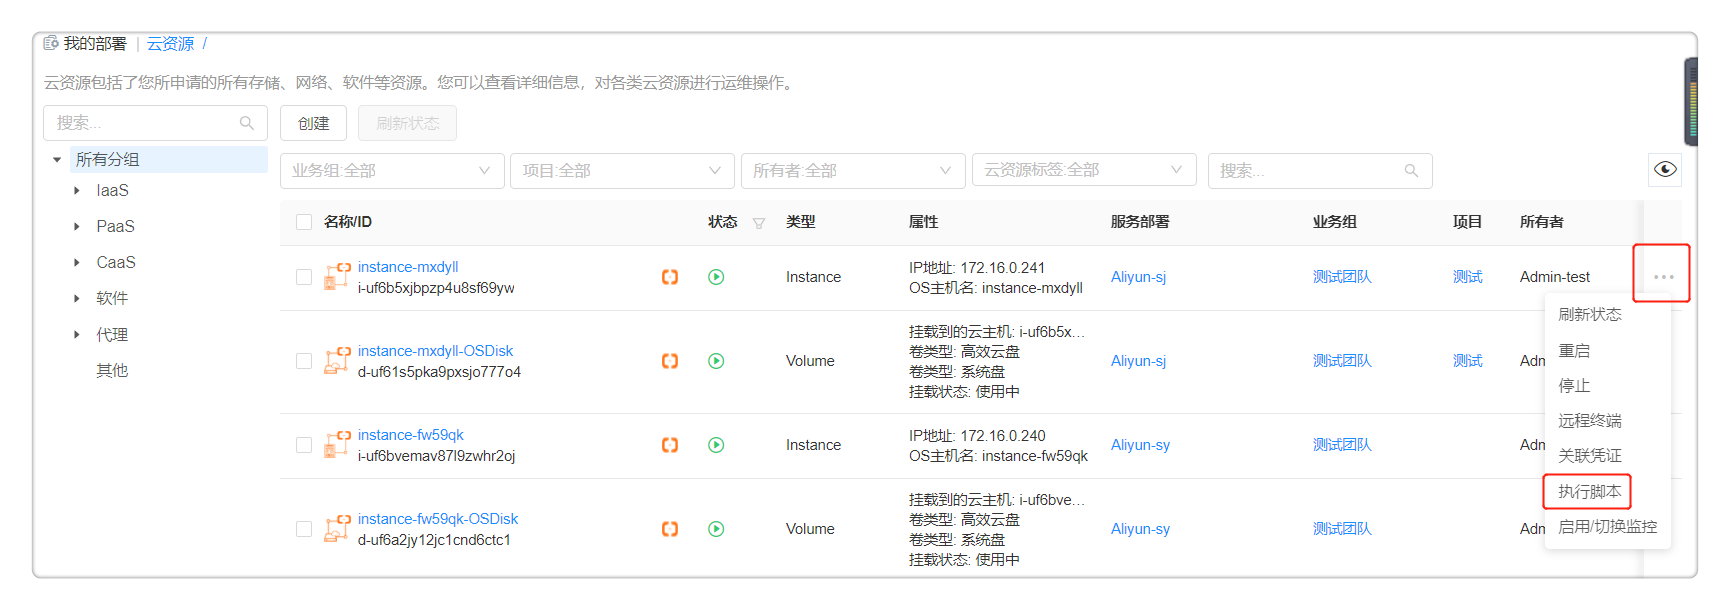 我的部署 | 云资源 /
云资源包括了您所申请的所有存储、网络、软件等资源。您可以查看详细信息，对各类云资源进行运维操作。
搜索...
创建
刷新状态
所有分组
IaaS
PaaS
CaaS
软件
代理
其他
业务组:全部
项目:全部
所有者:全部
云资源标签:全部
搜索...
名称/ID 状态 类型 属性 服务部署 业务组 项目 所有者
instance-mxdyll
i-uf6b5xjbpzp4u8sf69yw
Instance
IP地址: 172.16.0.241
OS主机名: instance-mxdyll
Aliyun-sj
测试团队
测试
Admin-test
instance-mxdyll-OSDisk
d-uf61s5pka9pxsjo777o4
Volume
挂载到的云主机: i-uf6b5x...
卷类型: 高效云盘
卷类型: 系统盘
挂载状态: 使用中
Aliyun-sj
测试团队
测试
Adm
instance-fw59qk
i-uf6bvemav87l9zwhr2oj
Instance
IP地址: 172.16.0.240
OS主机名: instance-fw59qk
Aliyun-sy
测试团队
Adm
instance-fw59qk-OSDisk
d-uf6a2jy12jc1cnd6ctc1
Volume
挂载到的云主机: i-uf6bve...
卷类型: 高效云盘
卷类型: 系统盘
挂载状态: 使用中
Aliyun-sy
测试团队
Adm
刷新状态
重启
停止
远程终端
关联凭证
执行脚本
启用/切换监控